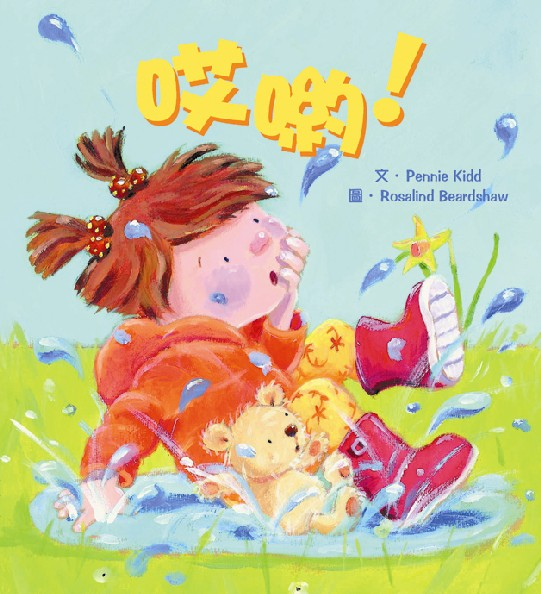 哎喲！
文・Pennie Kidd
圖・Rosalind Beardshaw